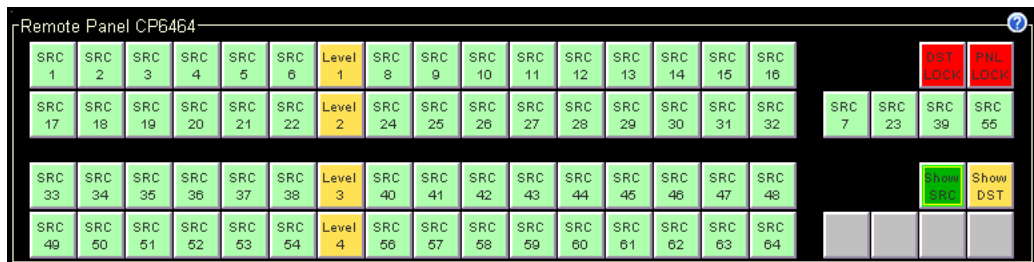 Remote Panel CP6464 ?
SRC SRC SRC SRC SRC SRC Level SRC SRC SRC SRC SRC SRC SRC SRC SRC DST PNL
1 2 3 4 5 6 1 8 9 10 11 12 13 14 15 16 LOCK LOCK
SRC SRC SRC SRC SRC SRC Level SRC SRC SRC SRC SRC SRC SRC SRC SRC SRC SRC SRC SRC
17 18 19 20 21 22 2 24 25 26 27 28 29 30 31 32 7 23 39 55
SRC SRC SRC SRC SRC SRC Level SRC SRC SRC SRC SRC SRC SRC SRC SRC Show Show
33 34 35 36 37 38 3 40 41 42 43 44 45 46 47 48 SRC DST
SRC SRC SRC SRC SRC SRC Level SRC SRC SRC SRC SRC SRC SRC SRC SRC
49 50 51 52 53 54 4 56 57 58 59 60 61 62 63 64